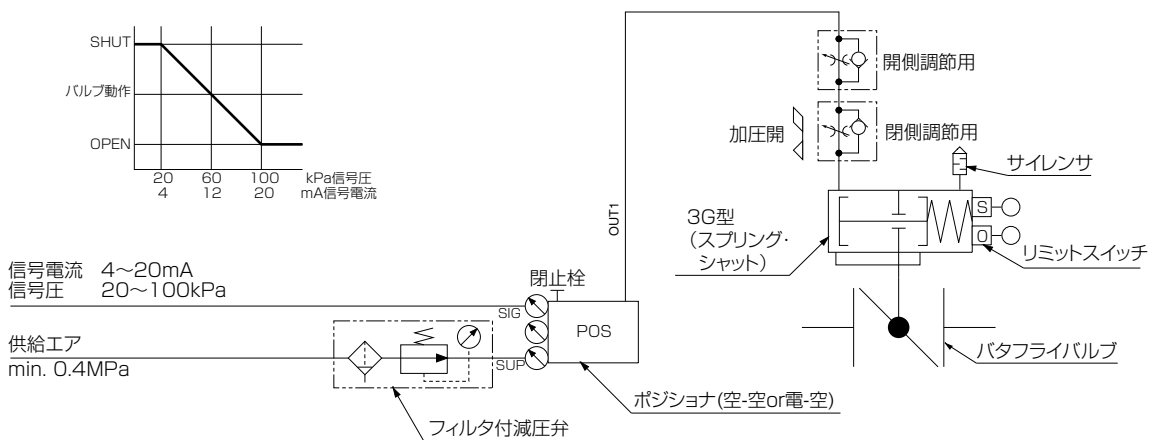 SHUT
バルブ動作
OPEN
20 60 100 kPa信号圧
4 12 20 mA信号電流
開側調節用
加圧開
閉側調節用
サイレンサ
OUT1
3G型
(スプリング・
シャット)
S
O
リミットスイッチ
信号電流 4～20mA
信号圧 20～100kPa
閉止栓
SIG
POS
供給エア
min. 0.4MPa
SUP
バタフライバルブ
ポジショナ(空-空or電-空)
フィルタ付減圧弁